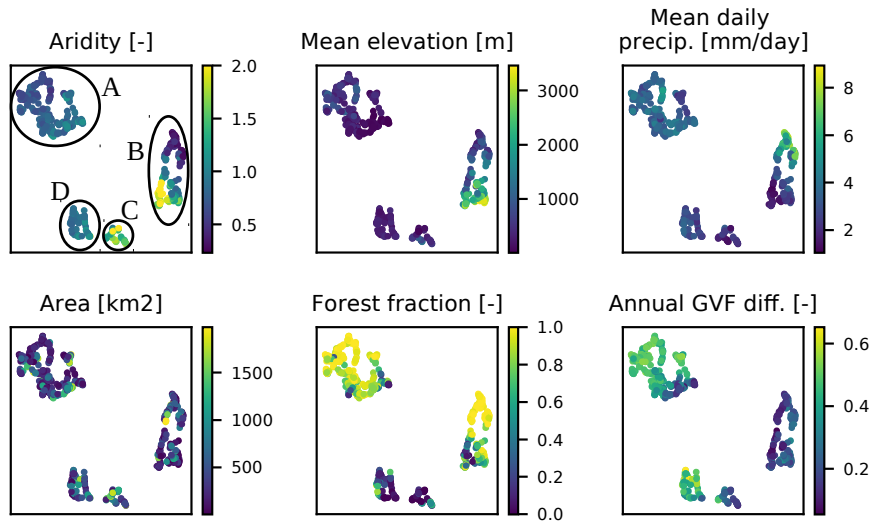 Aridity [-]
A
B
C
D
2.0
1.5
1.0
0.5
Mean elevation [m]
3000
2000
1000
Mean daily
precip. [mm/day]
8
6
4
2
Area [km2]
1500
1000
500
Forest fraction [-]
1.0
0.8
0.6
0.4
0.2
0.0
Annual GVF diff. [-]
0.6
0.4
0.2